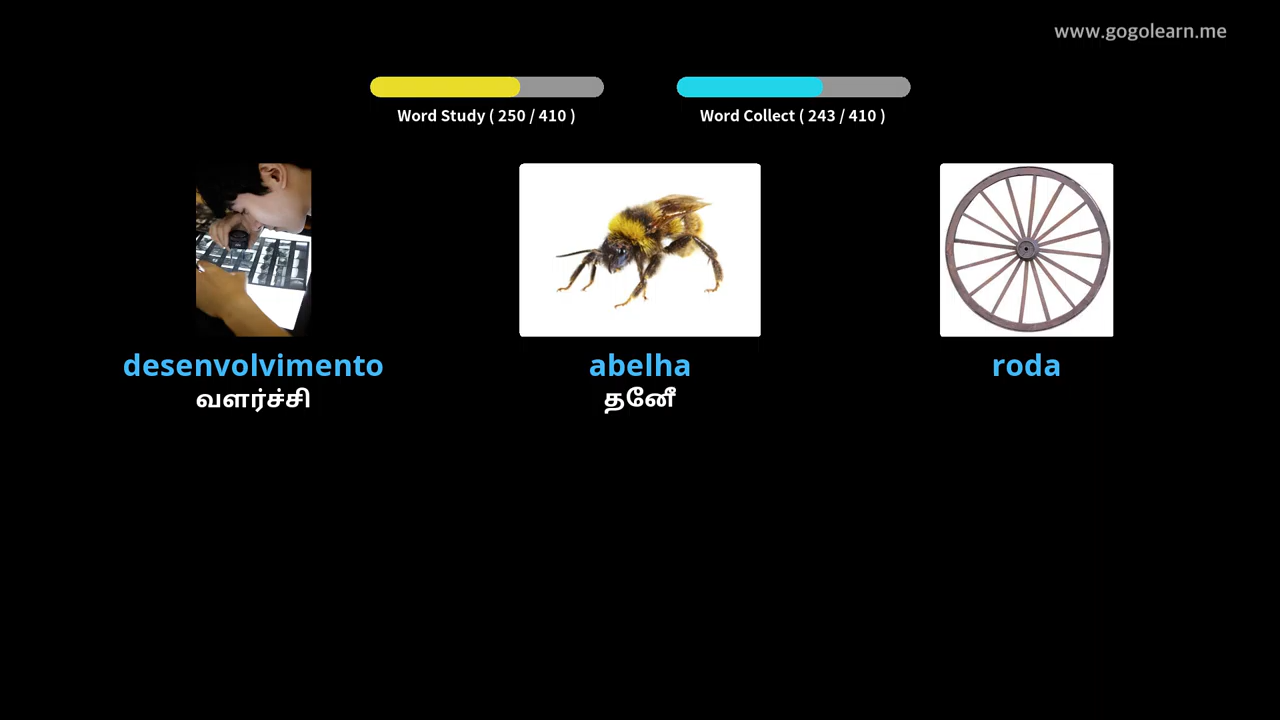 www.gogolearn.me
Word Study ( 250 / 410 )
Word Collect ( 243 / 410 )
desenvolvimento
வளர்ச்சி
abelha
தனேீ
roda